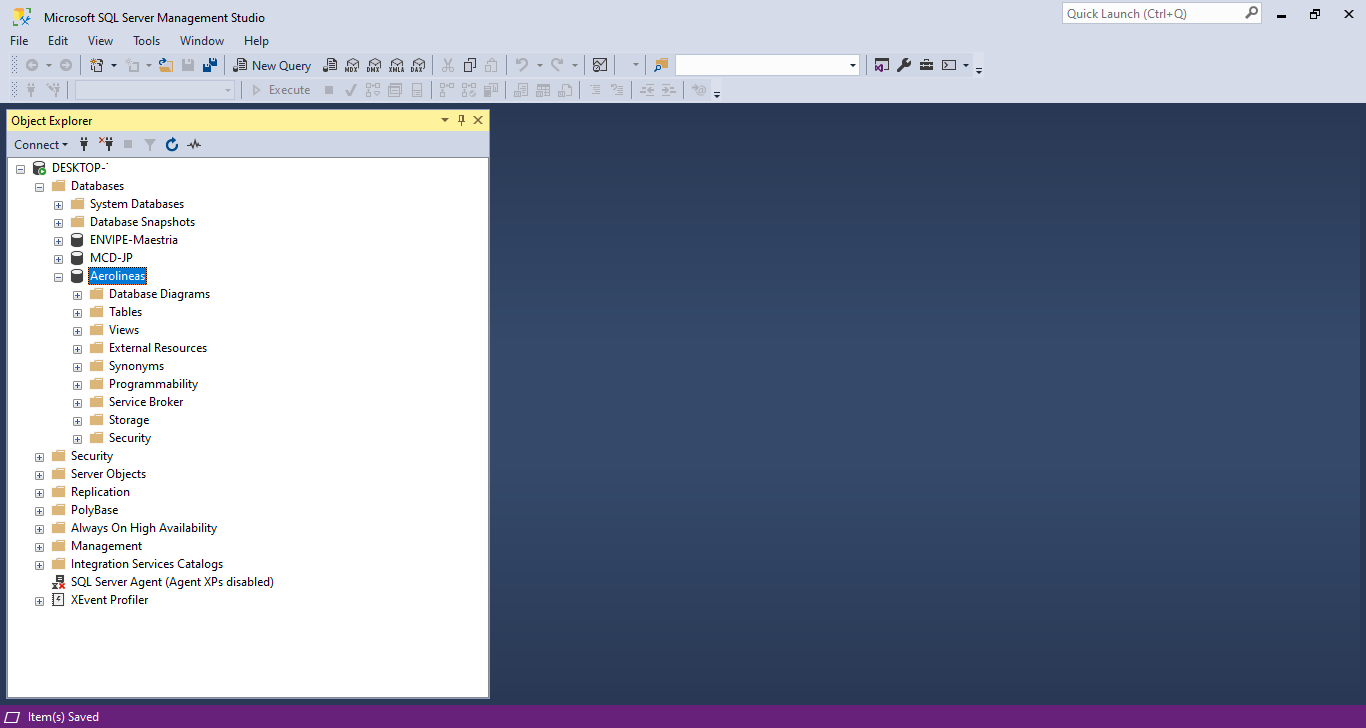 Microsoft SQL Server Management Studio
Quick Launch (Ctrl+Q)
File Edit View Tools Window Help
New Query MDX DMX XMLA DAX
Execute
Object Explorer
Connect
DESKTOP-`
Databases
System Databases
Database Snapshots
ENVIPE-Maestria
MCD-JP
Aerolineas
Database Diagrams
Tables
Views
External Resources
Synonyms
Programmability
Service Broker
Storage
Security
Security
Server Objects
Replication
PolyBase
Always On High Availability
Management
Integration Services Catalogs
SQL Server Agent (Agent XPs disabled)
XEvent Profiler
Item(s) Saved